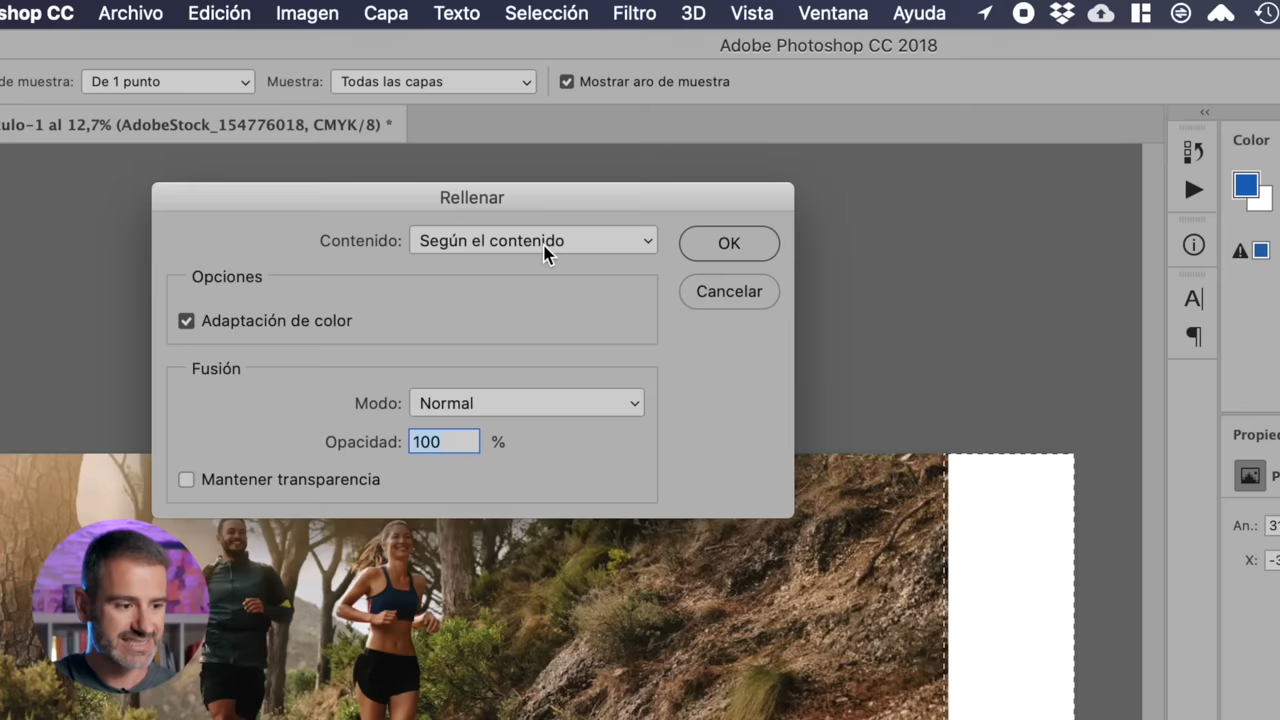 shop CC Archivo Edición Imagen Capa Texto Selección Filtro 3D Vista Ventana Ayuda
Adobe Photoshop CC 2018
de muestra: De 1 punto Muestra: Todas las capas Mostrar aro de muestra
tulo-1 al 12,7% (AdobeStock_154776018, CMYK/8) *
Color
Rellenar
Contenido: Según el contenido OK
Opciones
Cancelar
Adaptación de color
Fusión
Modo: Normal
Opacidad: 100 %
Mantener transparencia
Propie
P
An.: 31
X: -3